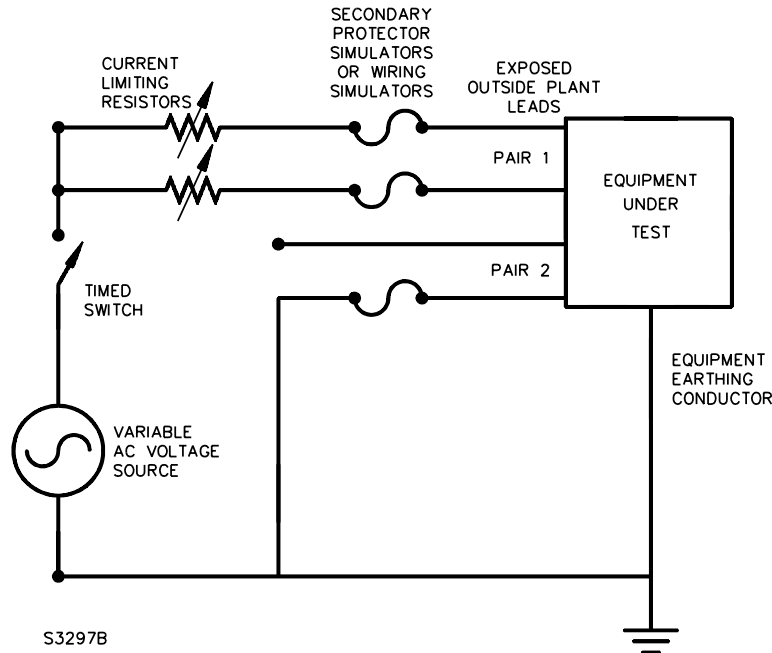 SECONDARY
PROTECTOR
SIMULATORS
OR WIRING
SIMULATORS
CURRENT
LIMITING
RESISTORS
EXPOSED
OUTSIDE PLANT
LEADS
PAIR 1
EQUIPMENT
UNDER
TEST
PAIR 2
TIMED
SWITCH
EQUIPMENT
EARTHING
CONDUCTOR
VARIABLE
AC VOLTAGE
SOURCE
S3297B